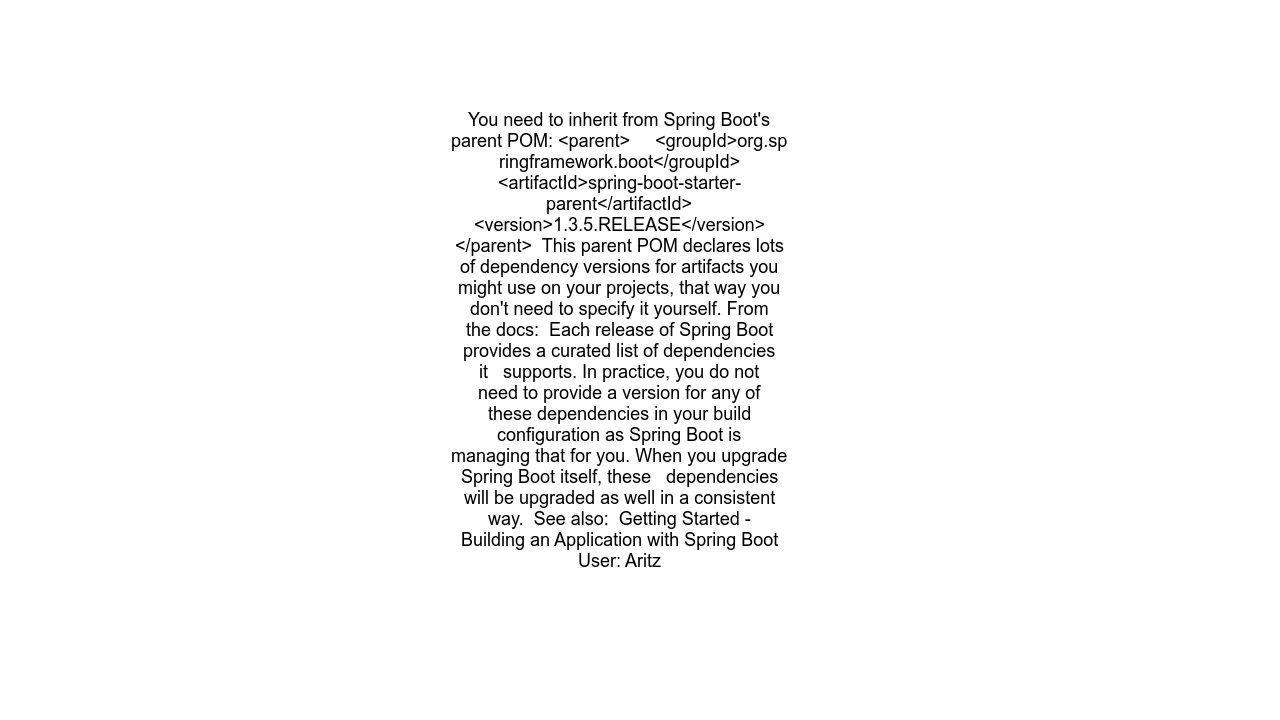 You need to inherit from Spring Boot's
parent POM: <parent>     <groupId>org.sp
ringframework.boot</groupId>
<artifactId>spring-boot-starter-
parent</artifactId>
<version>1.3.5.RELEASE</version>
</parent>  This parent POM declares lots
of dependency versions for artifacts you
might use on your projects, that way you
don't need to specify it yourself. From
the docs:  Each release of Spring Boot
provides a curated list of dependencies
it   supports. In practice, you do not
need to provide a version for any of
these dependencies in your build
configuration as Spring Boot is
managing that for you. When you upgrade
Spring Boot itself, these   dependencies
will be upgraded as well in a consistent
way.  See also:  Getting Started -
Building an Application with Spring Boot
User: Aritz